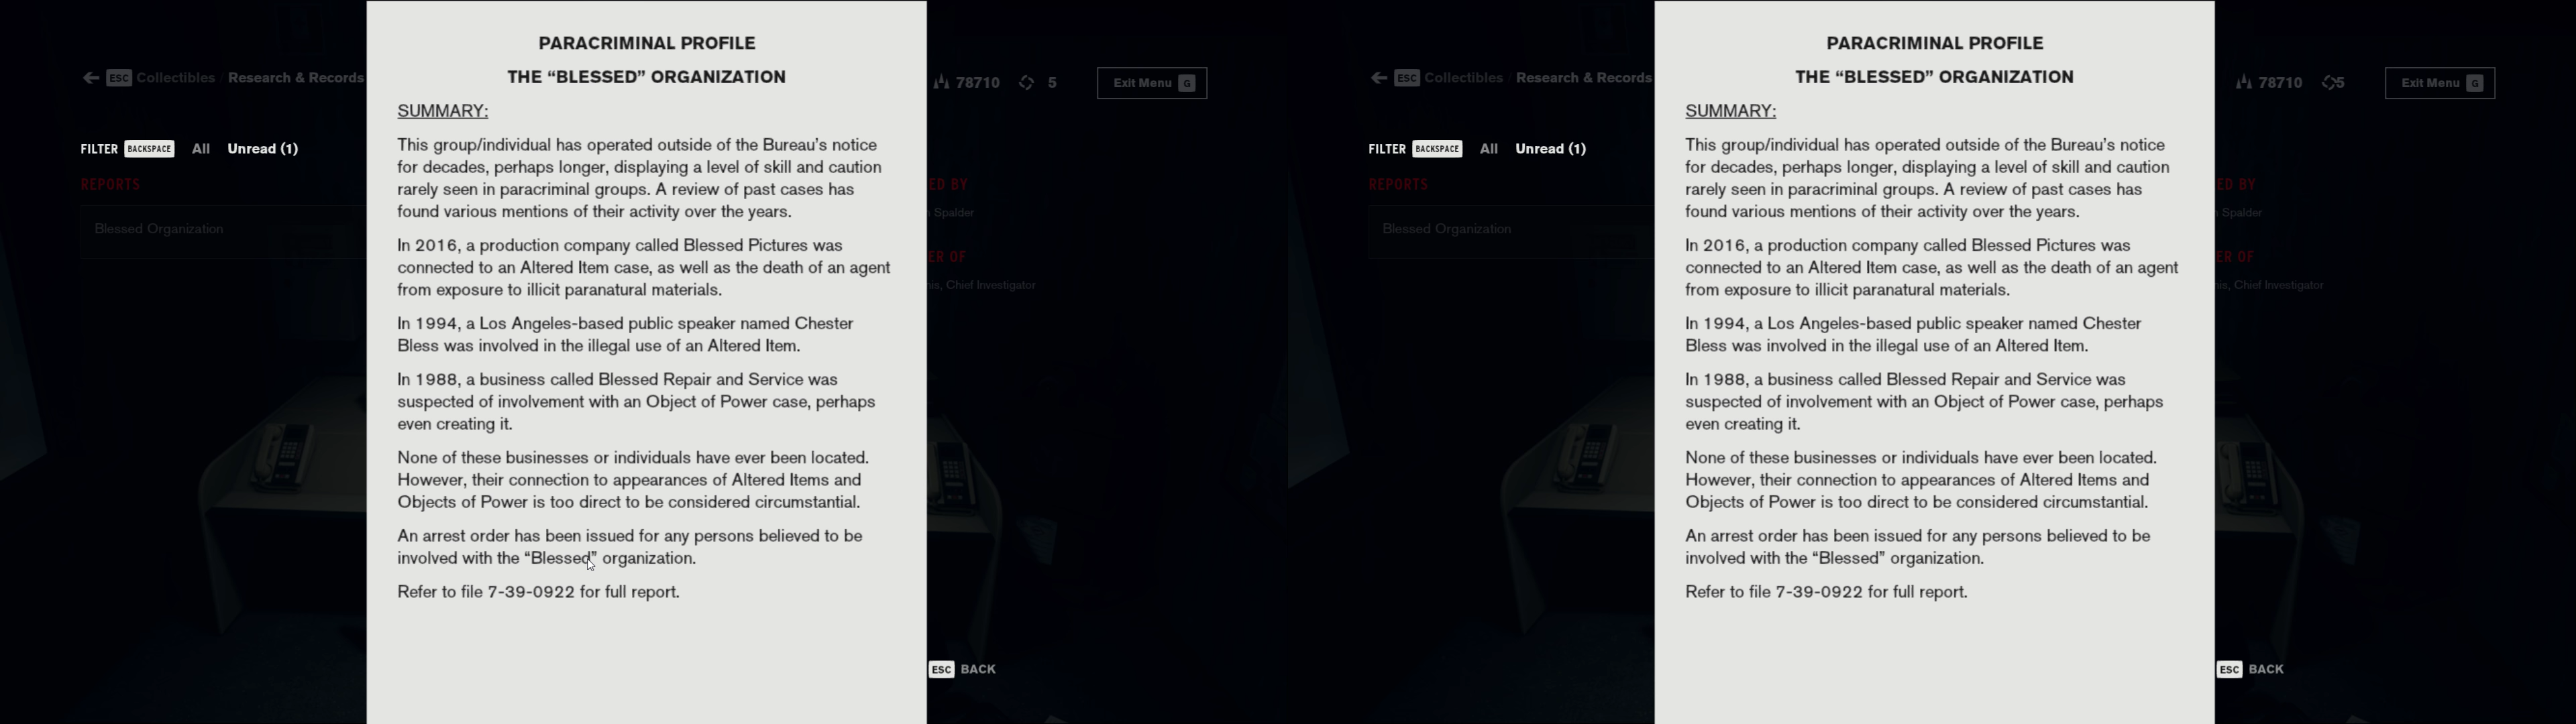 ← ESC Collectibles / Research & Records
FILTER BACKSPACE All Unread (1)
REPORTS
Blessed Organization
PARACRIMINAL PROFILE
THE “BLESSED” ORGANIZATION
SUMMARY:
This group/individual has operated outside of the Bureau’s notice
for decades, perhaps longer, displaying a level of skill and caution
rarely seen in paracriminal groups. A review of past cases has
found various mentions of their activity over the years.
In 2016, a production company called Blessed Pictures was
connected to an Altered Item case, as well as the death of an agent
from exposure to illicit paranatural materials.
In 1994, a Los Angeles-based public speaker named Chester
Bless was involved in the illegal use of an Altered Item.
In 1988, a business called Blessed Repair and Service was
suspected of involvement with an Object of Power case, perhaps
even creating it.
None of these businesses or individuals have ever been located.
However, their connection to appearances of Altered Items and
Objects of Power is too direct to be considered circumstantial.
An arrest order has been issued for any persons believed to be
involved with the “Blessed” organization.
Refer to file 7-39-0922 for full report.
78710 5 Exit Menu G
ED BY
Spalder
ER OF
his, Chief Investigator
ESC BACK
← ESC Collectibles / Research & Records
FILTER BACKSPACE All Unread (1)
REPORTS
Blessed Organization
PARACRIMINAL PROFILE
THE “BLESSED” ORGANIZATION
SUMMARY:
This group/individual has operated outside of the Bureau’s notice
for decades, perhaps longer, displaying a level of skill and caution
rarely seen in paracriminal groups. A review of past cases has
found various mentions of their activity over the years.
In 2016, a production company called Blessed Pictures was
connected to an Altered Item case, as well as the death of an agent
from exposure to illicit paranatural materials.
In 1994, a Los Angeles-based public speaker named Chester
Bless was involved in the illegal use of an Altered Item.
In 1988, a business called Blessed Repair and Service was
suspected of involvement with an Object of Power case, perhaps
even creating it.
None of these businesses or individuals have ever been located.
However, their connection to appearances of Altered Items and
Objects of Power is too direct to be considered circumstantial.
An arrest order has been issued for any persons believed to be
involved with the “Blessed” organization.
Refer to file 7-39-0922 for full report.
78710 5 Exit Menu G
ED BY
Spalder
ER OF
his, Chief Investigator
ESC BACK